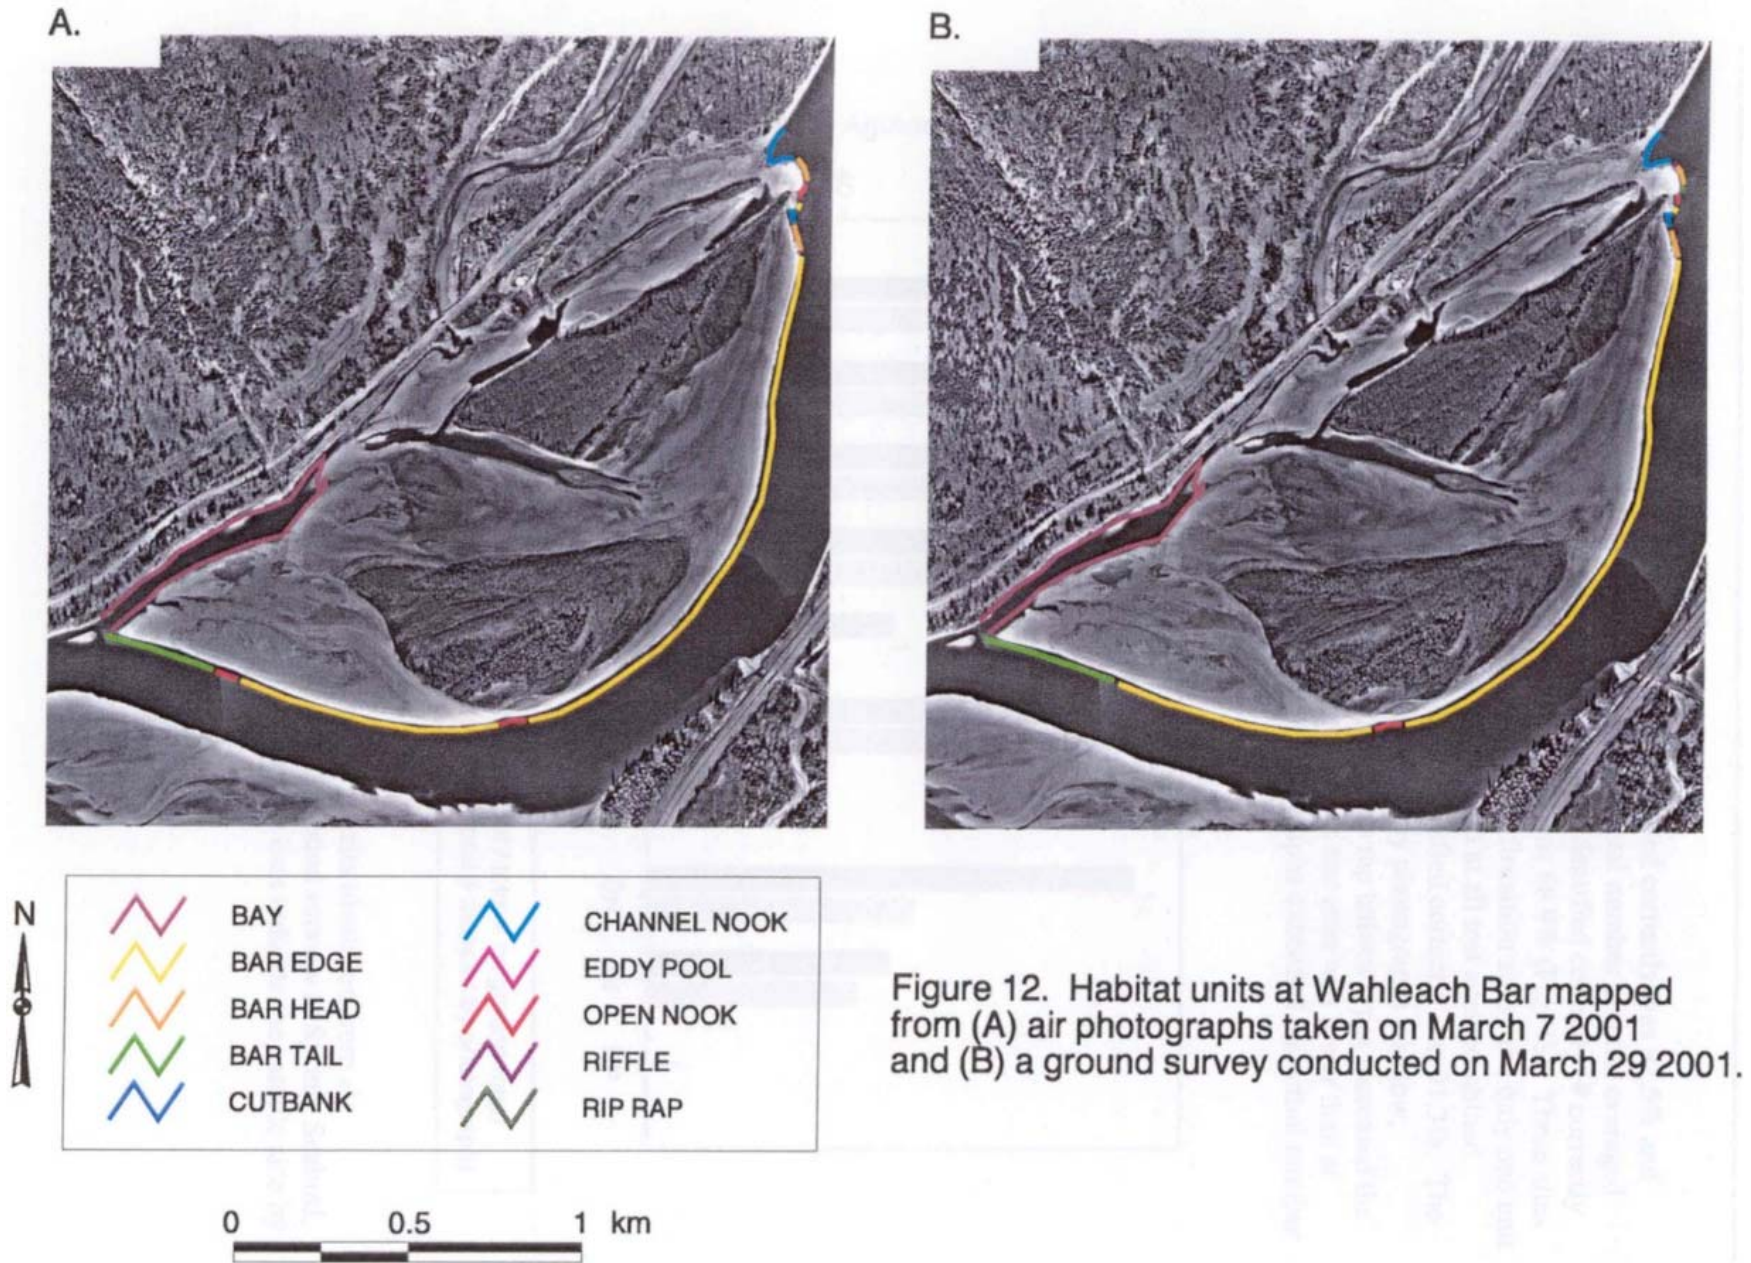 A.
B.
N
BAY
BAR EDGE
BAR HEAD
BAR TAIL
CUTBANK
CHANNEL NOOK
EDDY POOL
OPEN NOOK
RIFFLE
RIP RAP
Figure 12. Habitat units at Wahleach Bar mapped
from (A) air photographs taken on March 7 2001
and (B) a ground survey conducted on March 29 2001.
0 0.5 1 km